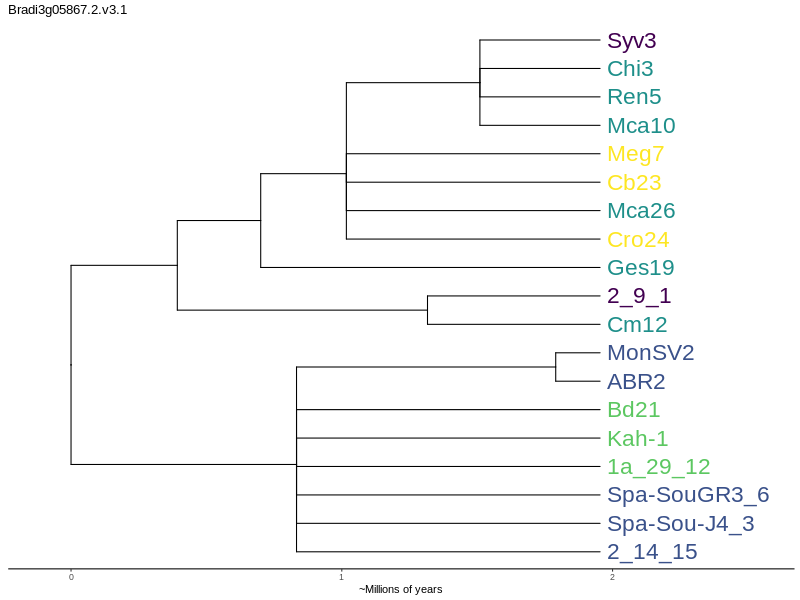 Bradi3g05867.2.v3.1
Syv3
Chi3
Ren5
Mca10
Meg7
Cb23
Mca26
Cro24
Ges19
2_9_1
Cm12
MonSV2
ABR2
Bd21
Kah-1
1a_29_12
Spa-SouGR3_6
Spa-Sou-J4_3
2_14_15
0 1 2
~Millions of years